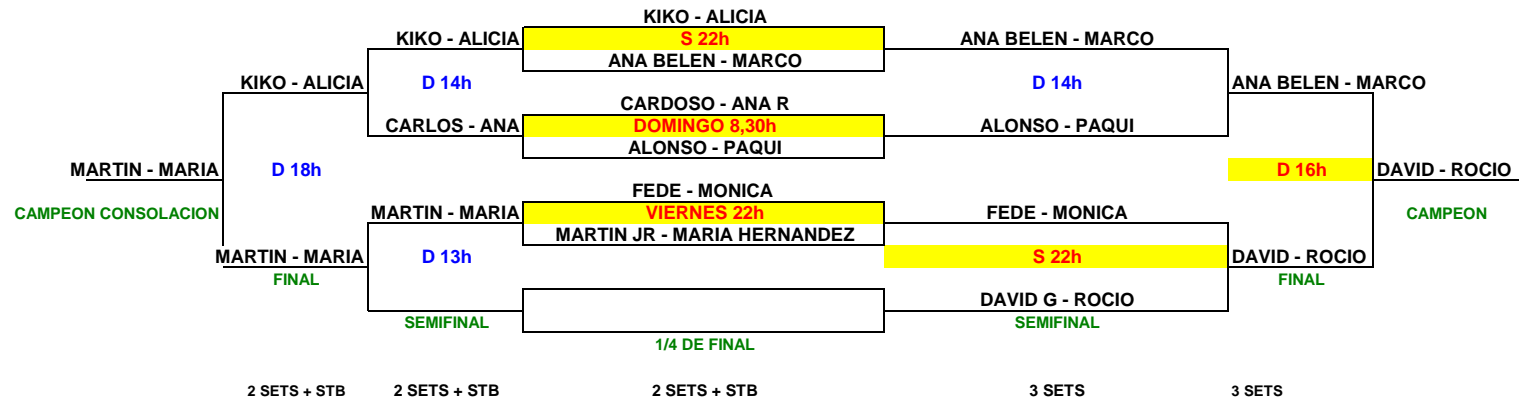 KIKO - ALICIA
KIKO - ALICIA S 22h ANA BELEN - MARCO
ANA BELEN - MARCO
KIKO - ALICIA D 14h D 14h ANA BELEN - MARCO
CARDOSO - ANA R
CARLOS - ANA DOMINGO 8,30h ALONSO - PAQUI
ALONSO - PAQUI
MARTIN - MARIA D 18h D 16h DAVID - ROCIO
FEDE - MONICA
CAMPEON CONSOLACION MARTIN - MARIA VIERNES 22h FEDE - MONICA CAMPEON
MARTIN JR - MARIA HERNANDEZ
MARTIN - MARIA D 13h S 22h DAVID - ROCIO
FINAL FINAL
DAVID G - ROCIO
SEMIFINAL SEMIFINAL
1/4 DE FINAL
2 SETS + STB 2 SETS + STB 2 SETS + STB 3 SETS 3 SETS